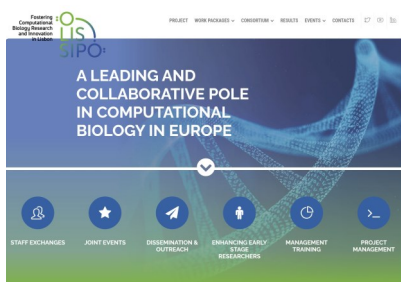 Fostering
Computational
Biology Research
and Innovation
in Lisbon
O
LIS
SIPO
PROJECT WORK PACKAGES CONSORTIUM RESULTS EVENTS CONTACTS
A LEADING AND
COLLABORATIVE POLE
IN COMPUTATIONAL
BIOLOGY IN EUROPE
STAFF EXCHANGES
JOINT EVENTS
DISSEMINATION &
OUTREACH
ENHANCING EARLY
STAGE
RESEARCHERS
MANAGEMENT
TRAINING
PROJECT
MANAGEMENT